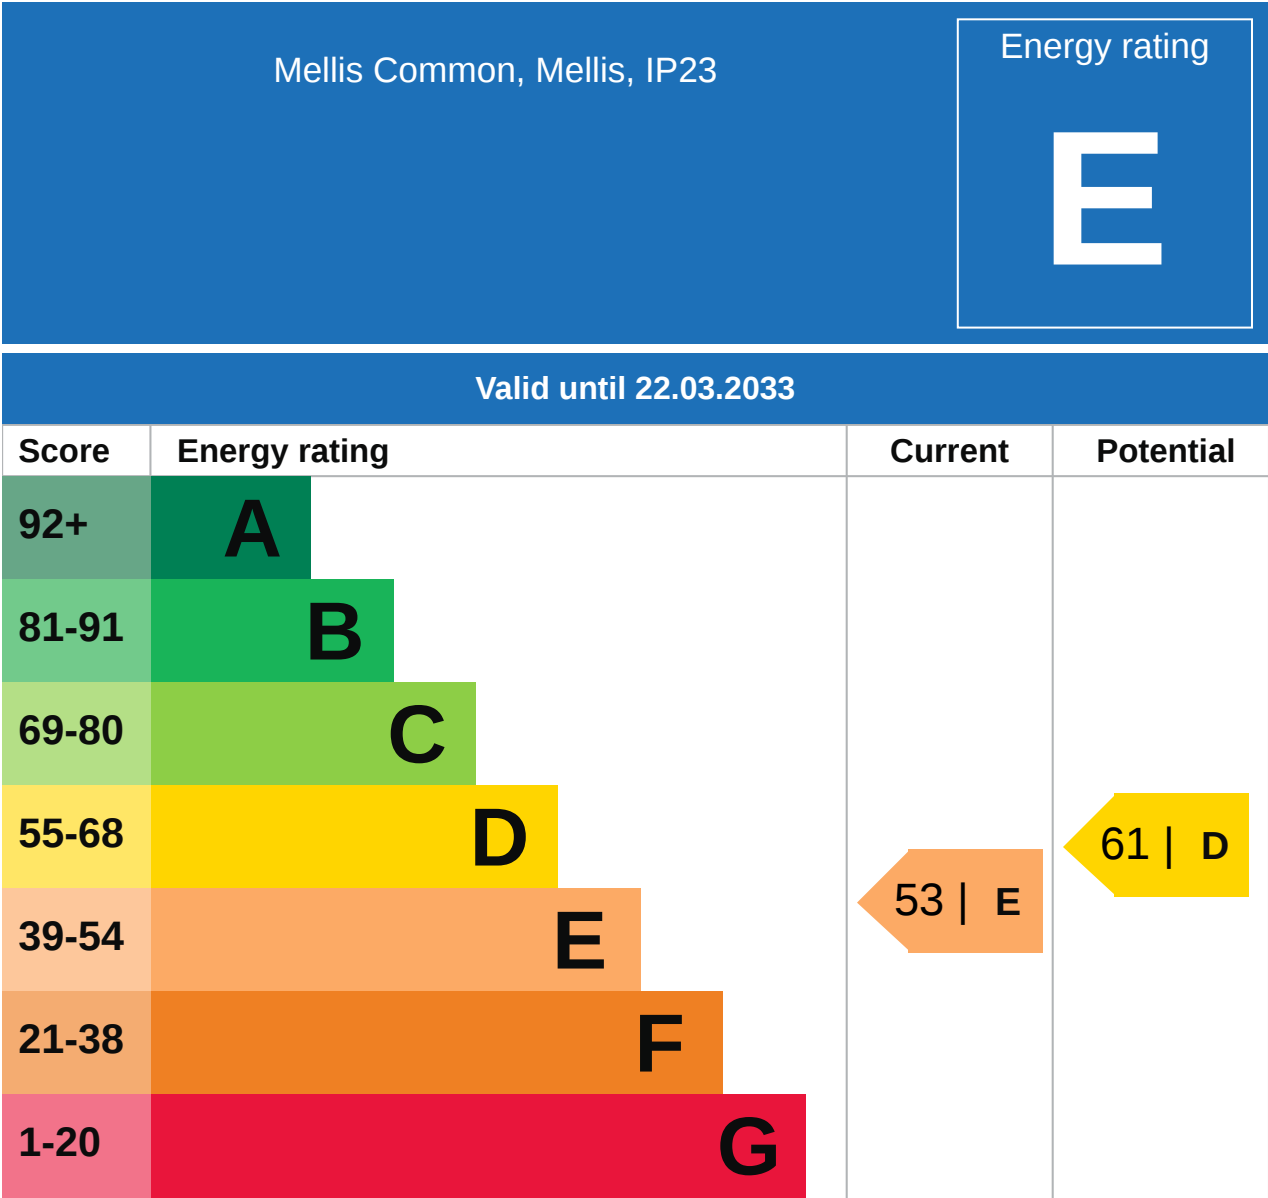 Mellis Common, Mellis, IP23
Energy rating
E
Valid until 22.03.2033
Score Energy rating Current Potential
92+ A
81-91 B
69-80 C
55-68 D
61 | D
39-54 E
53 | E
21-38 F
1-20 G